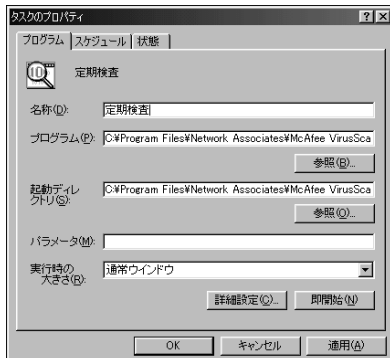 タスクのプロパティ
プログラム スケジュール 状態
定期検査
名称(D): 定期検査
プログラム(P): C:¥Program Files¥Network Associates¥McAfee VirusSca
参照(B)...
起動ディレ
クトリ(S): C:¥Program Files¥Network Associates¥McAfee VirusSca
参照(O)...
パラメータ(M):
実行時の
大きさ(R): 通常ウインドウ
詳細設定(C)... 即開始(N)
OK キャンセル 適用(A)